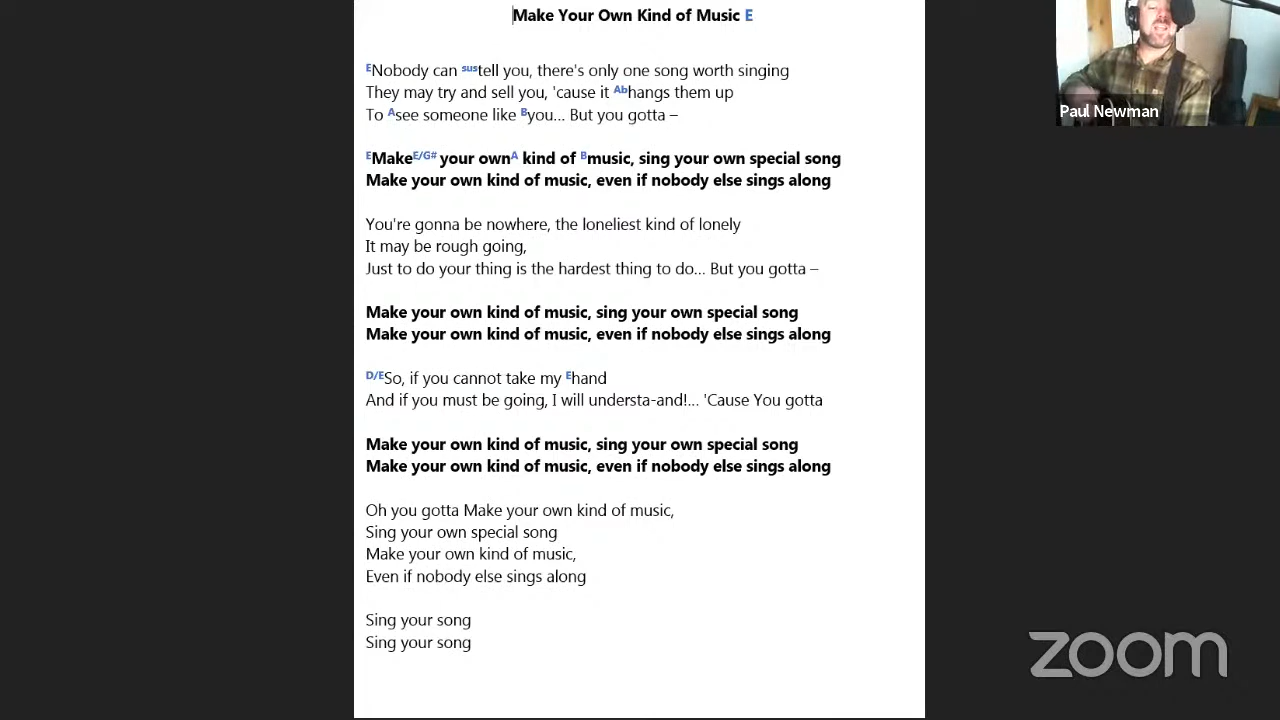 Make Your Own Kind of Music E
ENobody can sustell you, there's only one song worth singing
They may try and sell you, 'cause it Abhangs them up
To Asee someone like Byou... But you gotta –
EMakeE/G# your ownA kind of Bmusic, sing your own special song
Make your own kind of music, even if nobody else sings along
You're gonna be nowhere, the loneliest kind of lonely
It may be rough going,
Just to do your thing is the hardest thing to do... But you gotta –
Make your own kind of music, sing your own special song
Make your own kind of music, even if nobody else sings along
D/ESo, if you cannot take my Ehand
And if you must be going, I will understa-and!... 'Cause You gotta
Make your own kind of music, sing your own special song
Make your own kind of music, even if nobody else sings along
Oh you gotta Make your own kind of music,
Sing your own special song
Make your own kind of music,
Even if nobody else sings along
Sing your song
Sing your song
Paul Newman
zoom